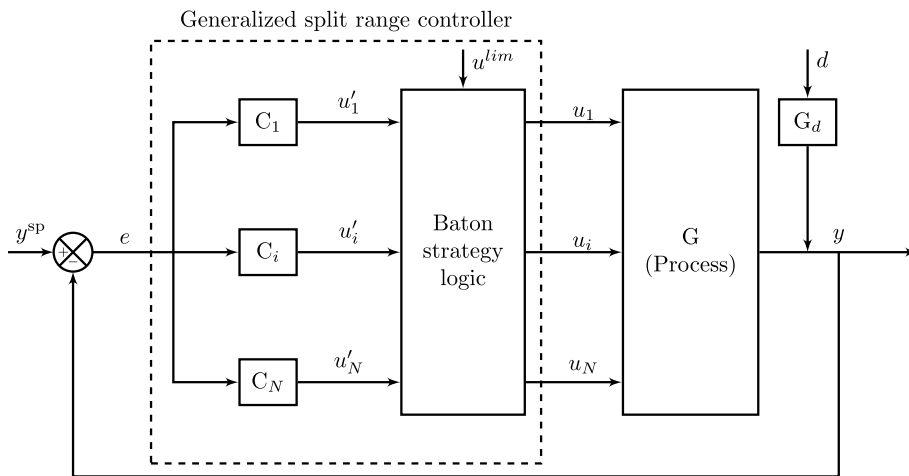 Generalized split range controller
u^{lim}
d
C_1
u'_1
u_1
G_d
y^{sp}
+
−
e
C_i
u'_i
Baton
strategy
logic
u_i
G
(Process)
y
C_N
u'_N
u_N